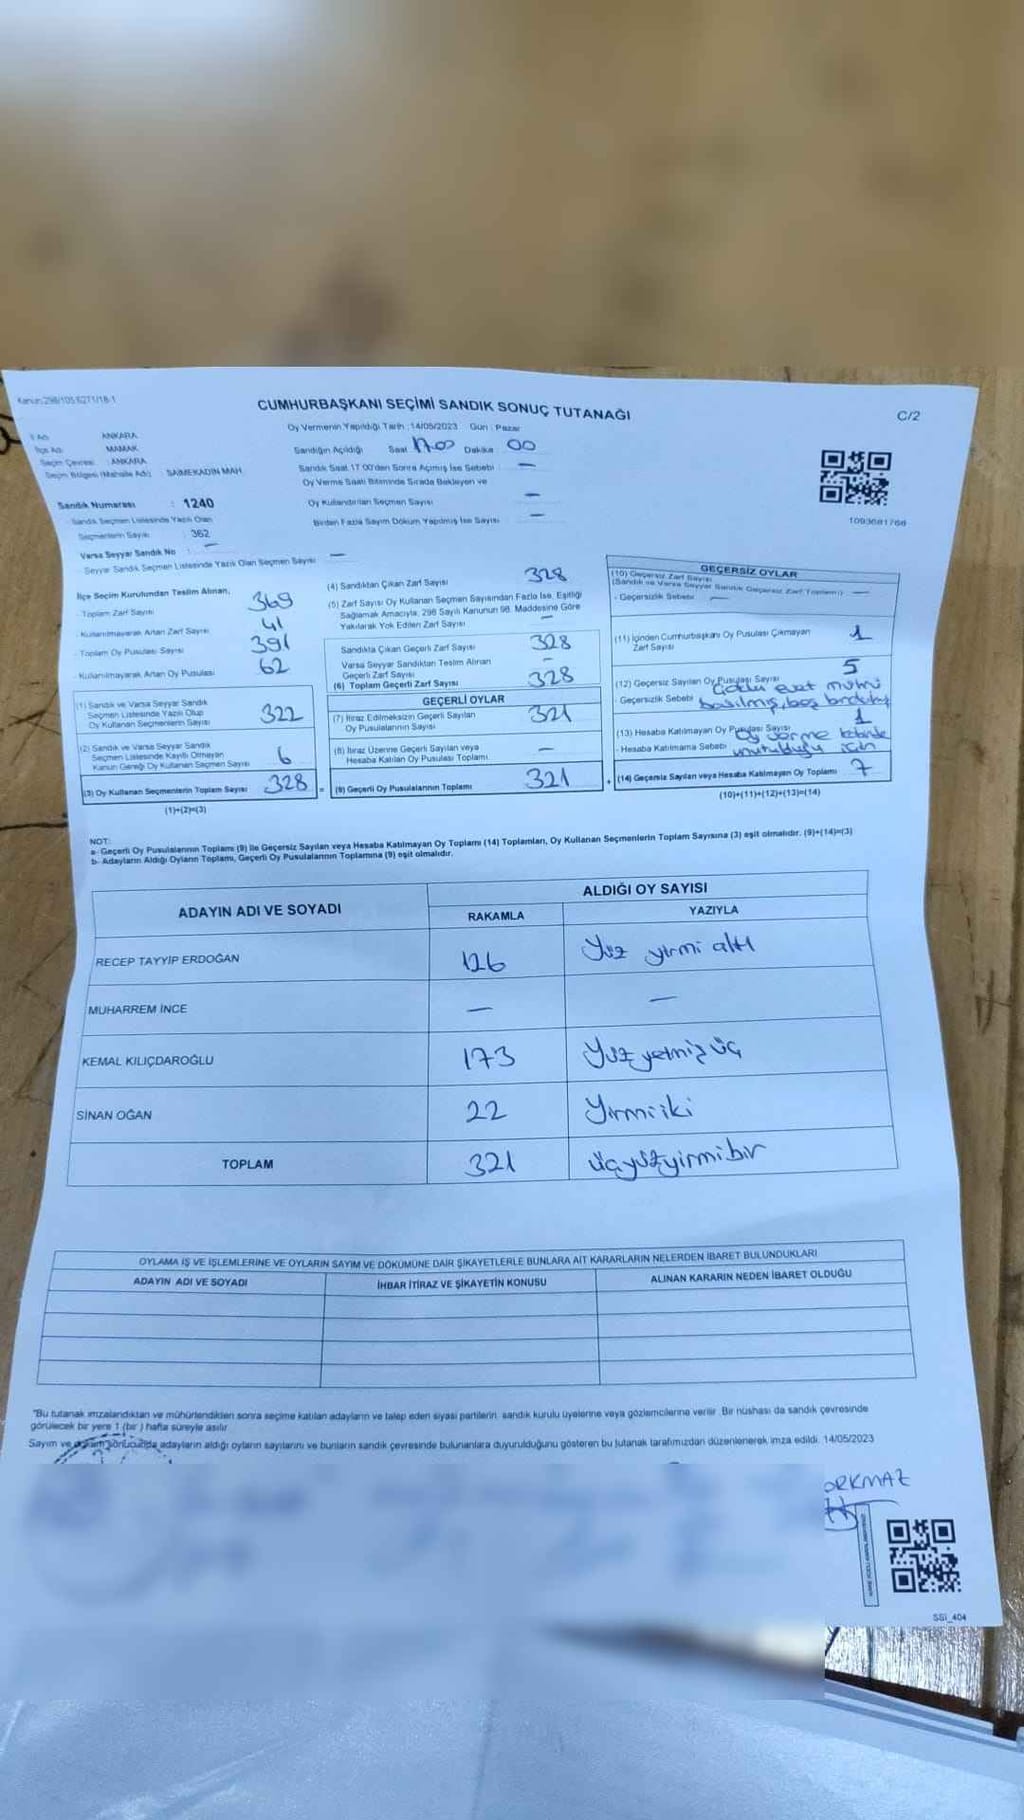 Kanun:298/105;6271/18-1
CUMHURBAŞKANI SEÇİMİ SANDIK SONUÇ TUTANAĞI
C/2
Oy Vermenin Yapıldığı Tarih :14/05/2023 Gün : Pazar
İl Adı ANKARA
İlçe Adı MAMAK
Seçim Çevresi : ANKARA
Seçim Bölgesi (Mahalle Adı) SAİMEKADIN MAH.
Sandığın Açıldığı Saat 17.00 Dakika 00
Sandık Saat 17:00'den Sonra Açılmış İse Sebebi —
Oy Verme Saati Bitiminde Sırada Bekleyen ve
Oy Kullandırılan Seçmen Sayısı —
Birden Fazla Sayım Döküm Yapılmış İse Sayısı —
1093681766
Sandık Numarası : 1240
Sandık Seçmen Listesinde Yazılı Olan
Seçmenlerin Sayısı : 362
Varsa Seyyar Sandık No : —
Seyyar Sandık Seçmen Listesinde Yazılı Olan Seçmen Sayısı —
İlçe Seçim Kurulundan Teslim Alınan,
- Toplam Zarf Sayısı 369
- Kullanılmayarak Artan Zarf Sayısı 41
- Toplam Oy Pusulası Sayısı 391
- Kullanılmayarak Artan Oy Pusulası 62
(1) Sandık ve Varsa Seyyar Sandık
Seçmen Listesinde Yazılı Olup
Oy Kullanan Seçmenlerin Sayısı 322
(2) Sandık ve Varsa Seyyar Sandık
Seçmen Listesinde Kayıtlı Olmayan
Kanun Gereği Oy Kullanan Seçmen Sayısı 6
(3) Oy Kullanan Seçmenlerin Toplam Sayısı 328
(1)+(2)=(3)
(4) Sandıktan Çıkan Zarf Sayısı 328
(5) Zarf Sayısı Oy Kullanan Seçmen Sayısından Fazla İse, Eşitliği
Sağlamak Amacıyla, 298 Sayılı Kanunun 98. Maddesine Göre
Yakılarak Yok Edilen Zarf Sayısı —
Sandıkta Çıkan Geçerli Zarf Sayısı 328
Varsa Seyyar Sandıktan Teslim Alınan
Geçerli Zarf Sayısı —
(6) Toplam Geçerli Zarf Sayısı 328
GEÇERLİ OYLAR
(7) İtiraz Edilmeksizin Geçerli Sayılan
Oy Pusulalarının Sayısı 321
(8) İtiraz Üzerine Geçerli Sayılan veya
Hesaba Katılan Oy Pusulası Toplamı —
(9) Geçerli Oy Pusulalarının Toplamı 321
GEÇERSİZ OYLAR
(10) Geçersiz Zarf Sayısı
(Sandık ve Varsa Seyyar Sandık Geçersiz Zarf Toplamı) —
- Geçersizlik Sebebi —
(11) İçinden Cumhurbaşkanı Oy Pusulası Çıkmayan
Zarf Sayısı 1
(12) Geçersiz Sayılan Oy Pusulası Sayısı 5
- Geçersizlik Sebebi evet mührü
basılmış, boş
(13) Hesaba Katılmayan Oy Pusulası Sayısı 1
- Hesaba Katılmama Sebebi Oy verme
unutulduğu için
(14) Geçersiz Sayılan veya Hesaba Katılmayan Oy Toplamı 7
(10)+(11)+(12)+(13)=(14)
NOT:
a- Geçerli Oy Pusulalarının Toplamı (9) ile Geçersiz Sayılan veya Hesaba Katılmayan Oy Toplamı (14) Toplamları, Oy Kullanan Seçmenlerin Toplam Sayısına (3) eşit olmalıdır. (9)+(14)=(3)
b- Adayların Aldığı Oyların Toplamı, Geçerli Oy Pusulalarının Toplamına (9) eşit olmalıdır.
ADAYIN ADI VE SOYADI
ALDIĞI OY SAYISI
RAKAMLA YAZIYLA
RECEP TAYYİP ERDOĞAN 126 Yüz yirmi altı
MUHARREM İNCE — —
KEMAL KILIÇDAROĞLU 173 Yüz yetmiş üç
SİNAN OĞAN 22 Yirmi iki
TOPLAM 321 üçyüzyirmibir
OYLAMA İŞ VE İŞLEMLERİNE VE OYLARIN SAYIM VE DÖKÜMÜNE DAİR ŞİKAYETLERLE BUNLARA AİT KARARLARIN NELERDEN İBARET BULUNDUKLARI
ADAYIN ADI VE SOYADI İHBAR İTİRAZ VE ŞİKAYETİN KONUSU ALINAN KARARIN NEDEN İBARET OLDUĞU
"Bu tutanak imzalandıktan ve mühürlendikten sonra seçime katılan adayların ve talep eden siyasi partilerin sandık kurulu üyelerine veya gözlemcilerine verilir. Bir nüshası da sandık çevresinde
görülecek bir yere 1 (bir ) hafta süreyle asılır
Sayım ve döküm sonucunda adayların aldığı oyların sayılarını ve bunların sandık çevresinde bulunanlara duyurulduğunu gösteren bu tutanak tarafımızdan düzenlenerek imza edildi. 14/05/2023
ORKMAZ
SSI_404